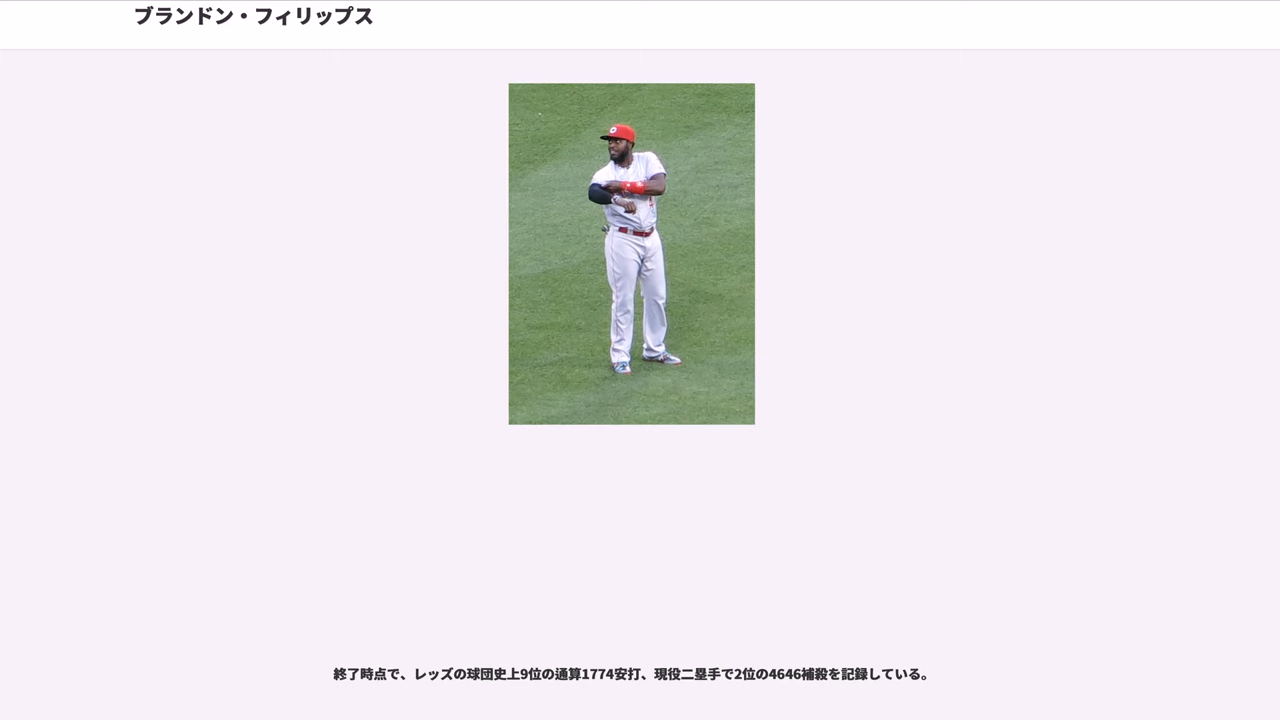 ブランドン・フィリップス
終了時点で、レッズの球団史上9位の通算1774安打、現役二塁手で2位の4646補殺を記録している。